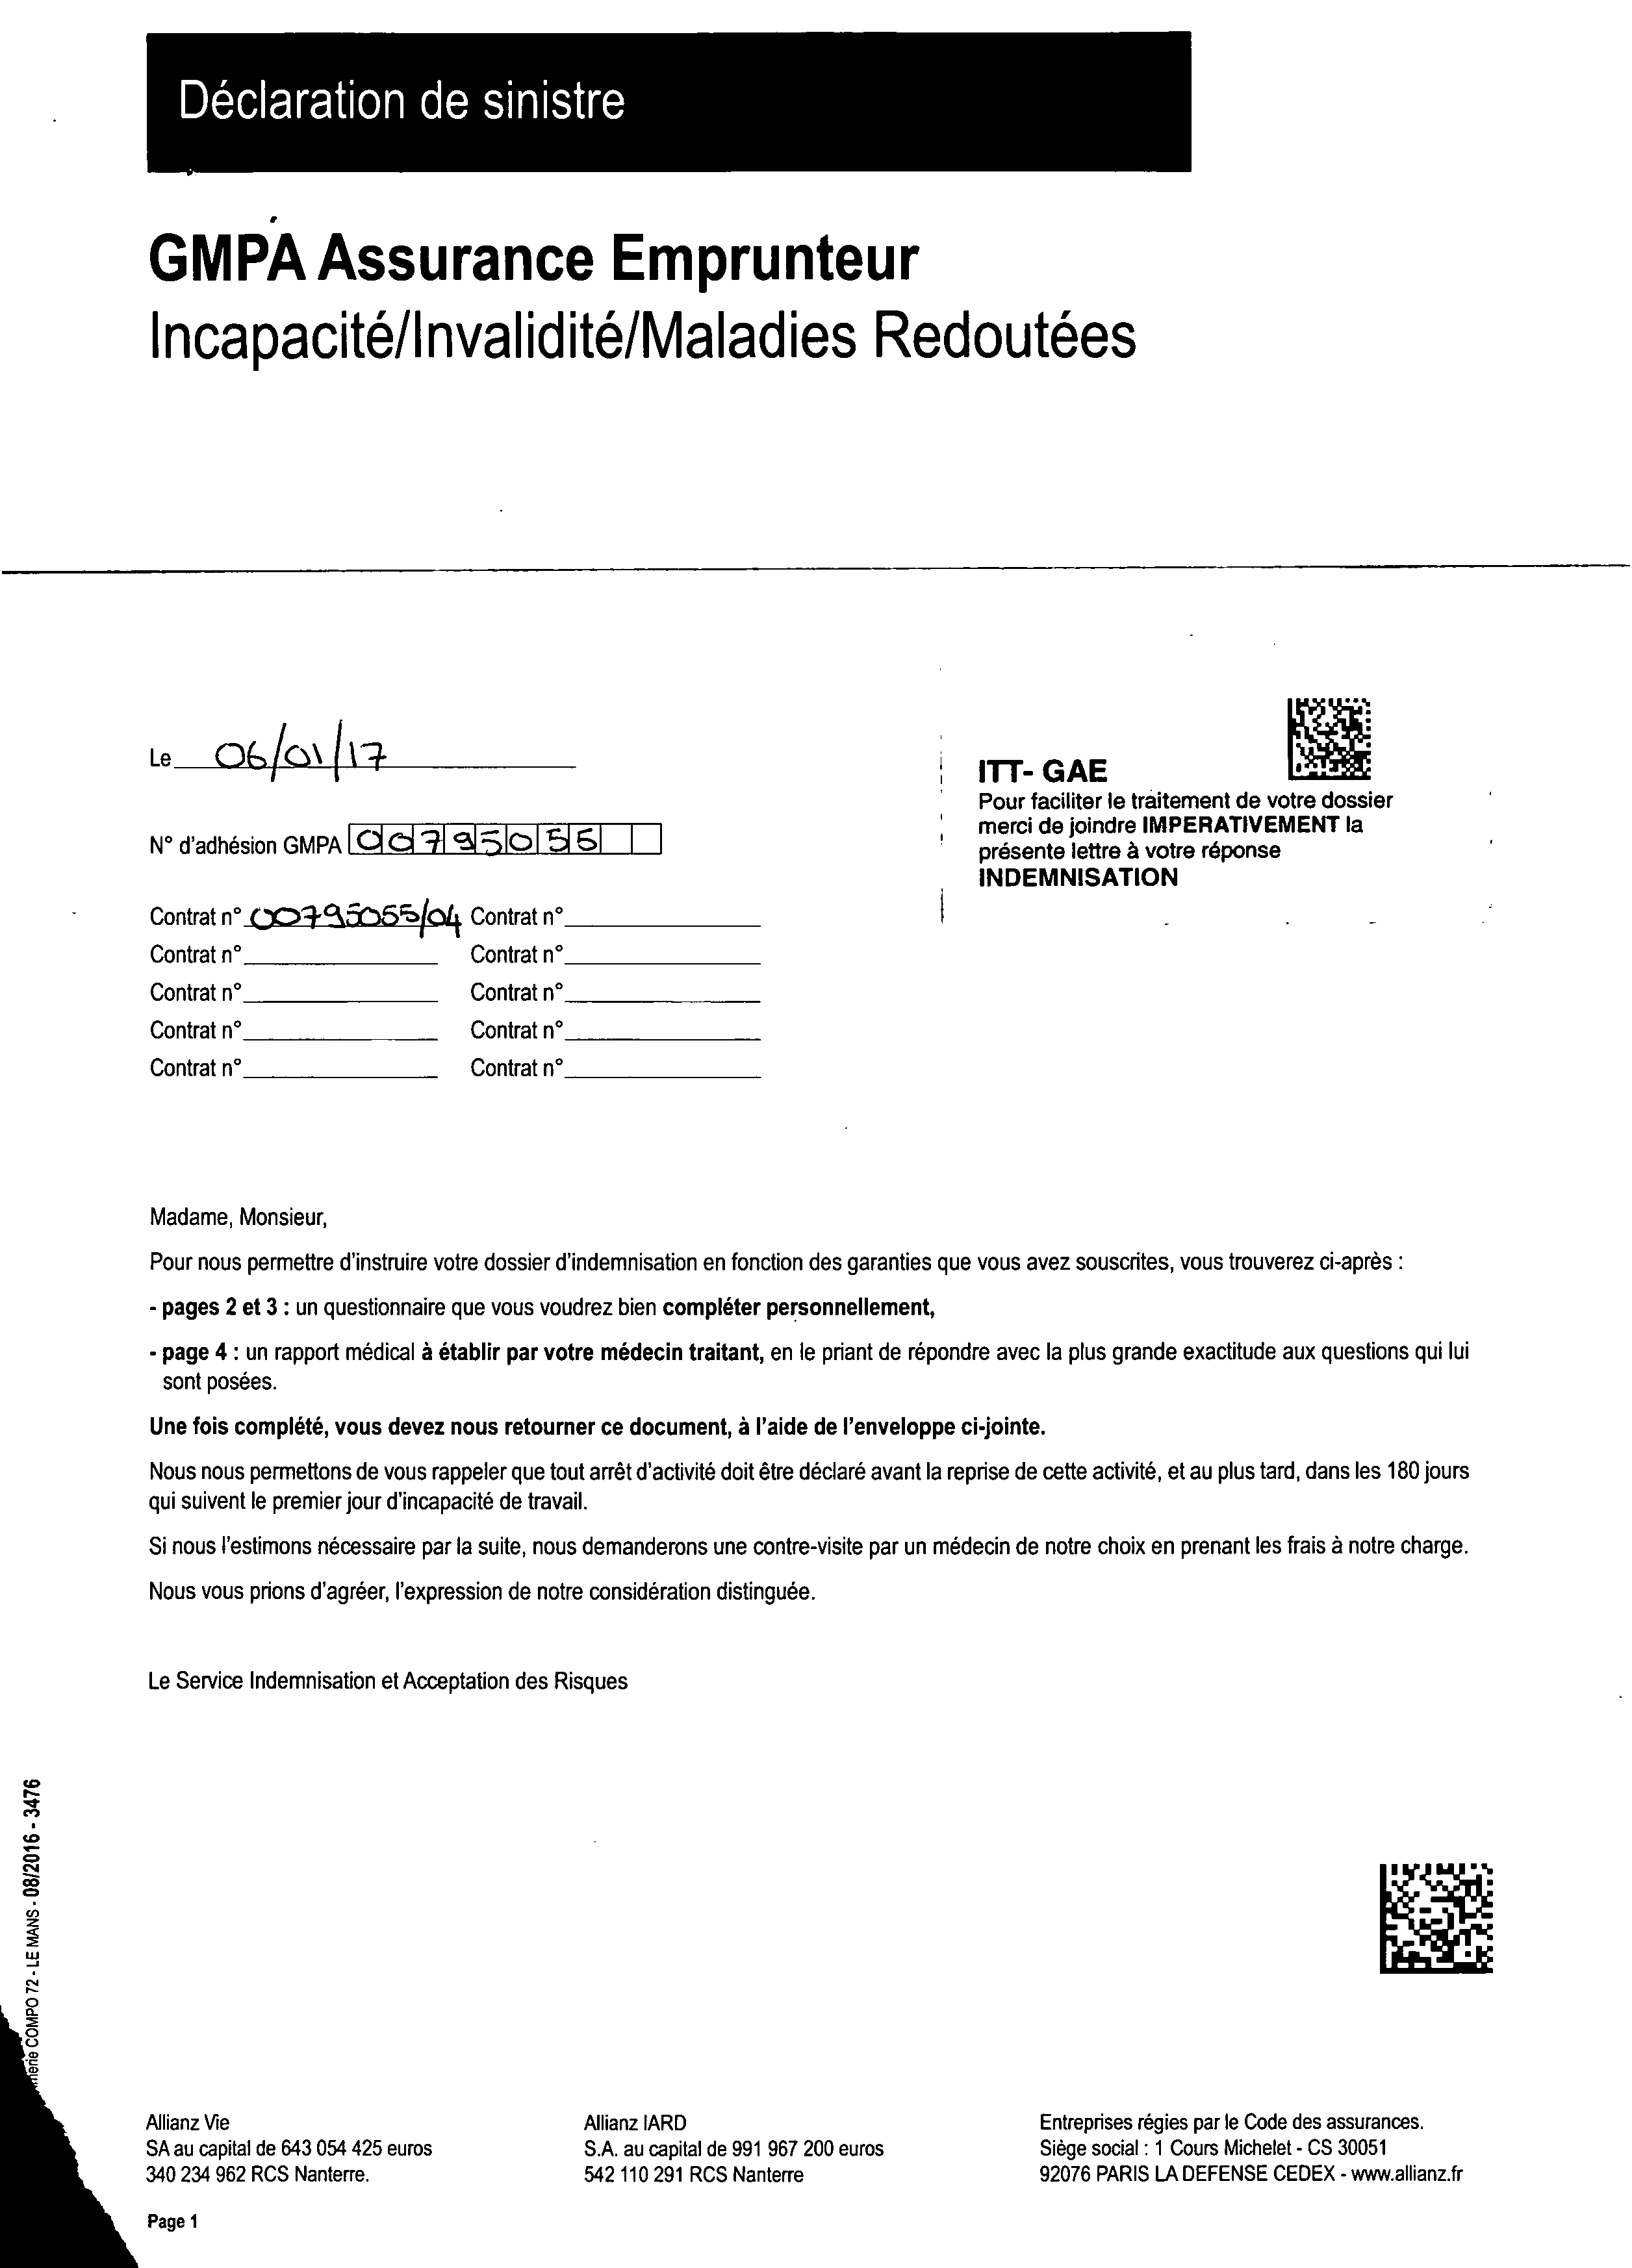 Déclaration de sinistre
GMPA Assurance Emprunteur
Incapacité/Invalidité/Maladies Redoutées
Le 06/01/17
ITT- GAE
Pour faciliter le traitement de votre dossier
merci de joindre IMPERATIVEMENT la
présente lettre à votre réponse
INDEMNISATION
N° d'adhésion GMPA 00795055
Contrat n° 00795055/04 Contrat n°
Contrat n° Contrat n°
Contrat n° Contrat n°
Contrat n° Contrat n°
Contrat n° Contrat n°
Madame, Monsieur,
Pour nous permettre d'instruire votre dossier d'indemnisation en fonction des garanties que vous avez souscrites, vous trouverez ci-après :
- pages 2 et 3 : un questionnaire que vous voudrez bien compléter personnellement,
- page 4 : un rapport médical à établir par votre médecin traitant, en le priant de répondre avec la plus grande exactitude aux questions qui lui
sont posées.
Une fois complété, vous devez nous retourner ce document, à l'aide de l'enveloppe ci-jointe.
Nous nous permettons de vous rappeler que tout arrêt d'activité doit être déclaré avant la reprise de cette activité, et au plus tard, dans les 180 jours
qui suivent le premier jour d'incapacité de travail.
Si nous l'estimons nécessaire par la suite, nous demanderons une contre-visite par un médecin de notre choix en prenant les frais à notre charge.
Nous vous prions d'agréer, l'expression de notre considération distinguée.
Le Service Indemnisation et Acceptation des Risques
COMPO 72 - LE MANS - 08/2016 - 3476
Allianz Vie
SA au capital de 643 054 425 euros
340 234 962 RCS Nanterre.
Allianz IARD
S.A. au capital de 991 967 200 euros
542 110 291 RCS Nanterre
Entreprises régies par le Code des assurances.
Siège social : 1 Cours Michelet - CS 30051
92076 PARIS LA DEFENSE CEDEX - www.allianz.fr
Page 1